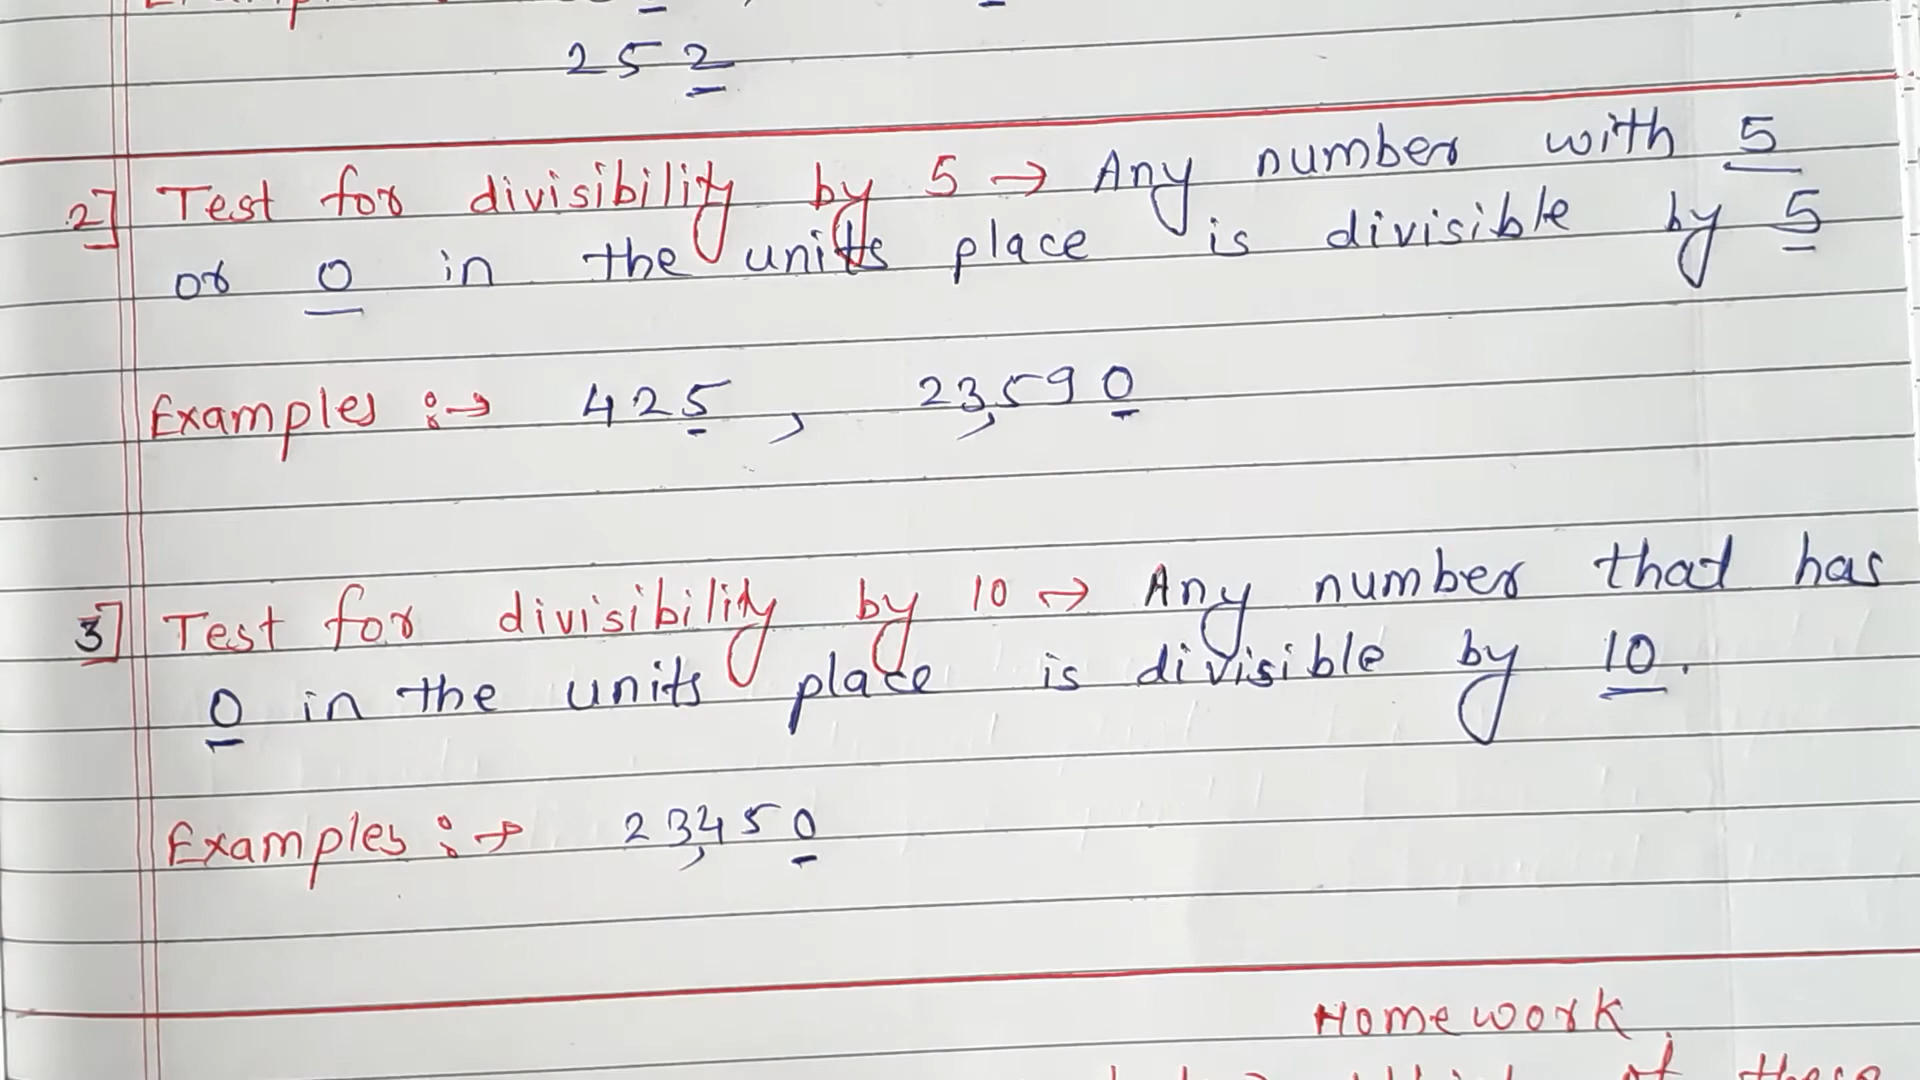 252
2] Test for divisibility by 5 → Any number with 5
or 0 in the units place is divisible by 5
Examples :→ 425 , 23,590
3] Test for divisibility by 10 → Any number that has
0 in the units place is divisible by 10.
Examples :→ 23,450
Homework